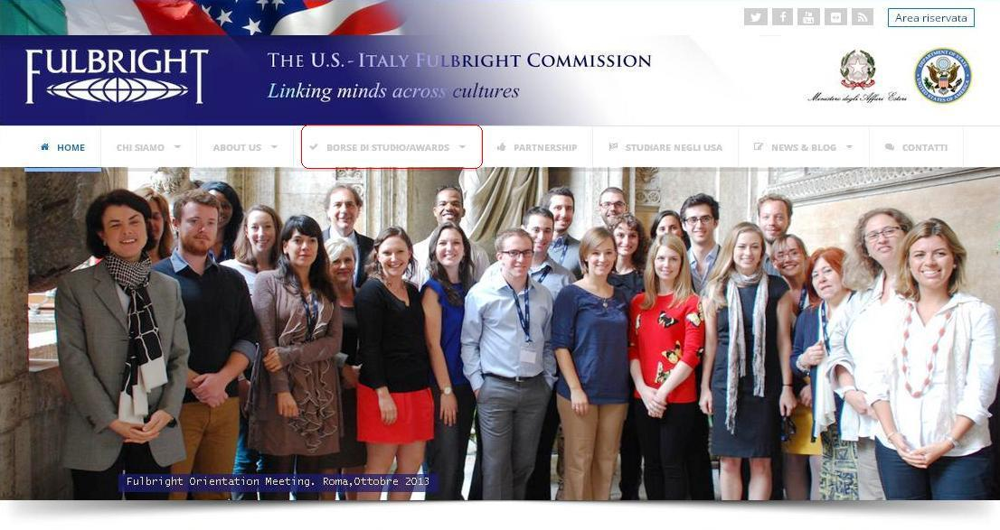 Area riservata
FULBRIGHT
THE U.S.-ITALY FULBRIGHT COMMISSION
Linking minds across cultures
Ministero degli Affari Esteri
DEPARTMENT OF STATE
UNITED STATES OF AMERICA
HOME CHI SIAMO ABOUT US BORSE DI STUDIO/AWARDS PARTNERSHIP STUDIARE NEGLI USA NEWS & BLOG CONTATTI
Fulbright Orientation Meeting. Roma,Ottobre 2013